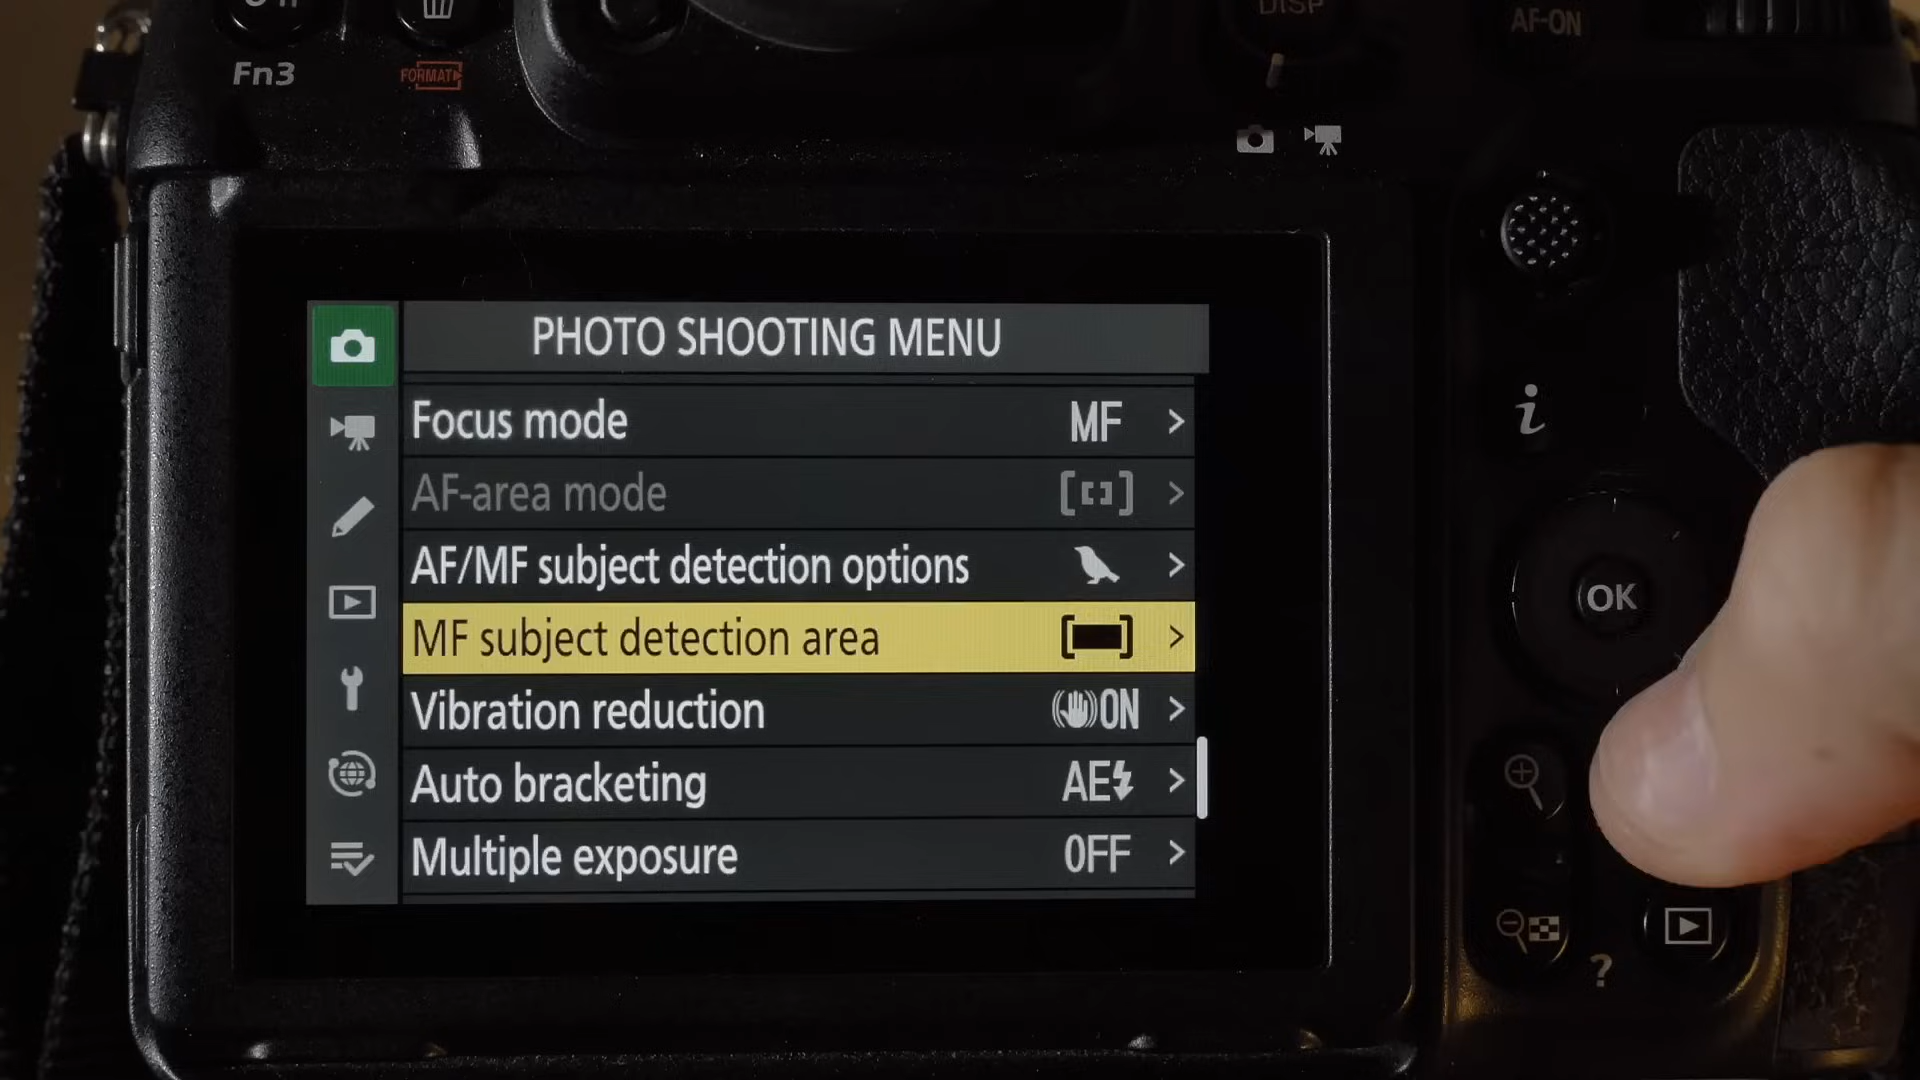 DISP
AF-ON
Fn3
FORMAT
PHOTO SHOOTING MENU
Focus mode MF >
AF-area mode >
AF/MF subject detection options >
MF subject detection area >
Vibration reduction ON >
Auto bracketing AE >
Multiple exposure OFF >
i
OK
?